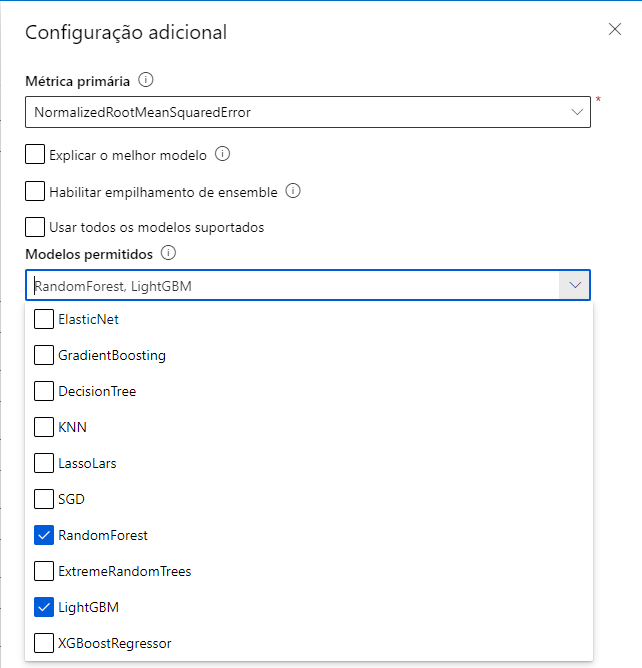 Configuração adicional
Métrica primária
NormalizedRootMeanSquaredError
*
Explicar o melhor modelo
Habilitar empilhamento de ensemble
Usar todos os modelos suportados
Modelos permitidos
RandomForest, LightGBM
ElasticNet
GradientBoosting
DecisionTree
KNN
LassoLars
SGD
RandomForest
ExtremeRandomTrees
LightGBM
XGBoostRegressor